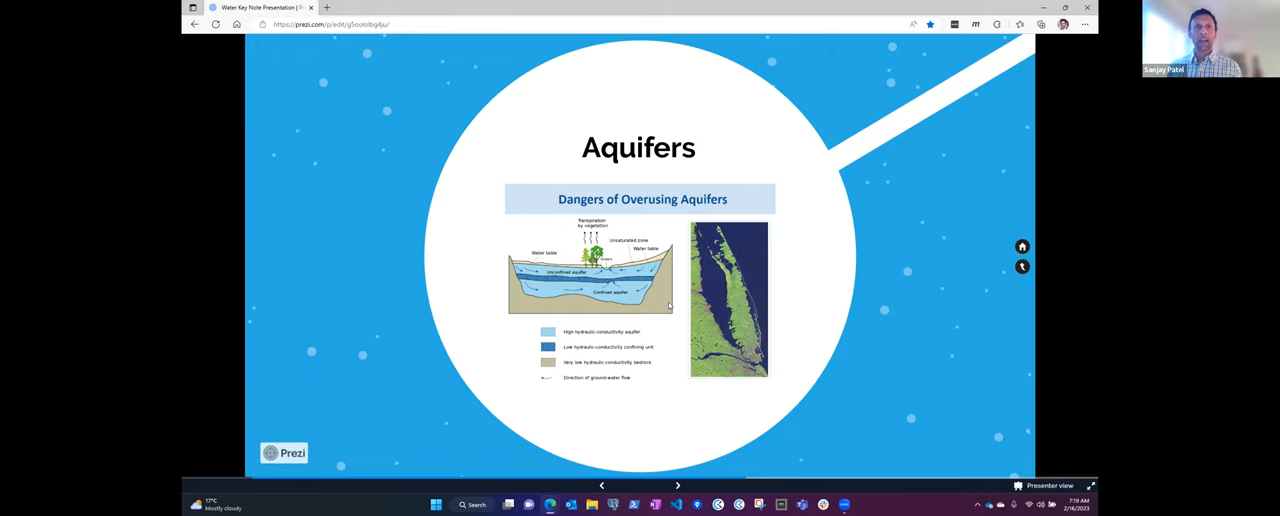 Water Key Note Presentation | P
https://prezi.com/p/edit/g5oololbg4ju/
Sanjay Patel
Aquifers
Dangers of Overusing Aquifers
Transpiration
by vegetation
Unsaturated zone
Water table
Water table
Stream
Unconfined aquifer
Confined aquifer
High hydraulic-conductivity aquifer
Low hydraulic-conductivity confining unit
Very low hydraulic-conductivity bedrock
Direction of ground-water flow
Prezi
Presenter view
17°C
Mostly cloudy
Search
7:19 AM
2/16/2023